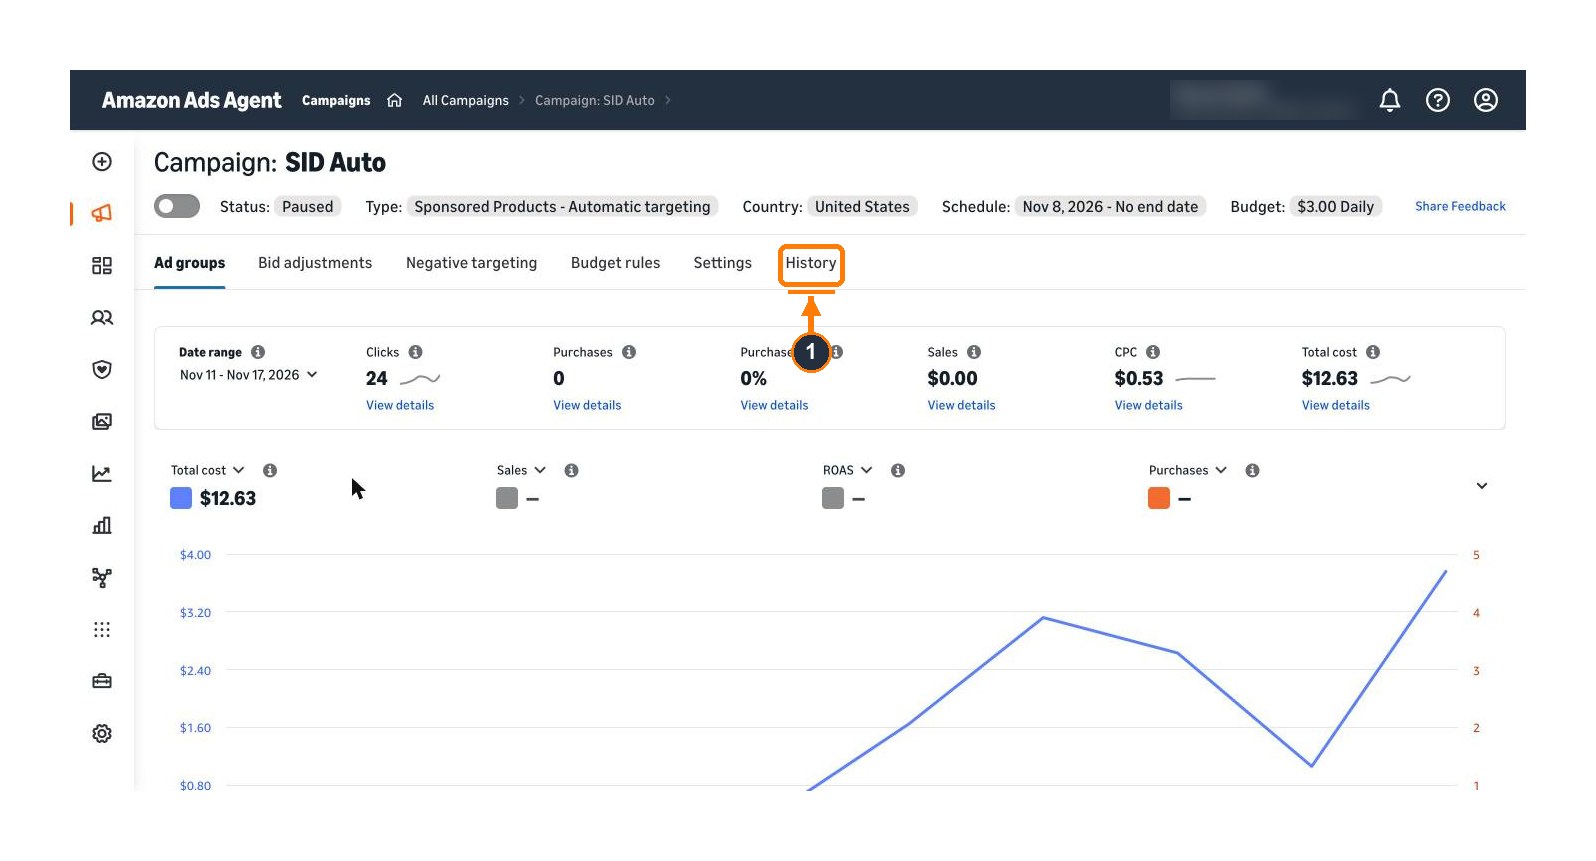 Amazon Ads Agent Campaigns All Campaigns Campaign: SID Auto
Campaign: SID Auto
Status: Paused Type: Sponsored Products - Automatic targeting Country: United States Schedule: Nov 8, 2026 - No end date Budget: $3.00 Daily Share Feedback
Ad groups Bid adjustments Negative targeting Budget rules Settings History
1
Date range Clicks Purchases Purchase Sales CPC Total cost
Nov 11 - Nov 17, 2026 24 0 0% $0.00 $0.53 $12.63
View details View details View details View details View details View details
Total cost Sales ROAS Purchases
$12.63 – – –
$4.00 5
$3.20 4
$2.40 3
$1.60 2
$0.80 1